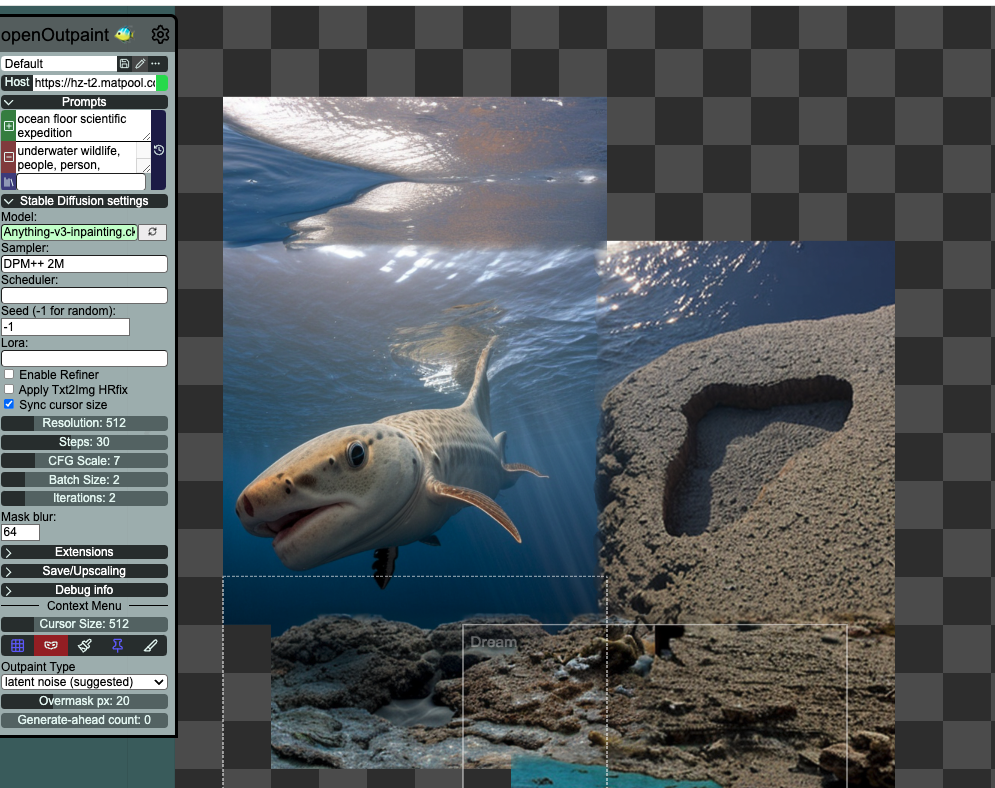 openOutpaint
Default
Host https://hz-t2.matpool.co
Prompts
ocean floor scientific
expedition
underwater wildlife,
people, person,
Stable Diffusion settings
Model:
Anything-v3-inpainting.ck
Sampler:
DPM++ 2M
Scheduler:
Seed (-1 for random):
-1
Lora:
Enable Refiner
Apply Txt2Img HRfix
Sync cursor size
Resolution: 512
Steps: 30
CFG Scale: 7
Batch Size: 2
Iterations: 2
Mask blur:
64
Extensions
Save/Upscaling
Debug info
Context Menu
Cursor Size: 512
Outpaint Type
latent noise (suggested)
Overmask px: 20
Generate-ahead count: 0
Dream